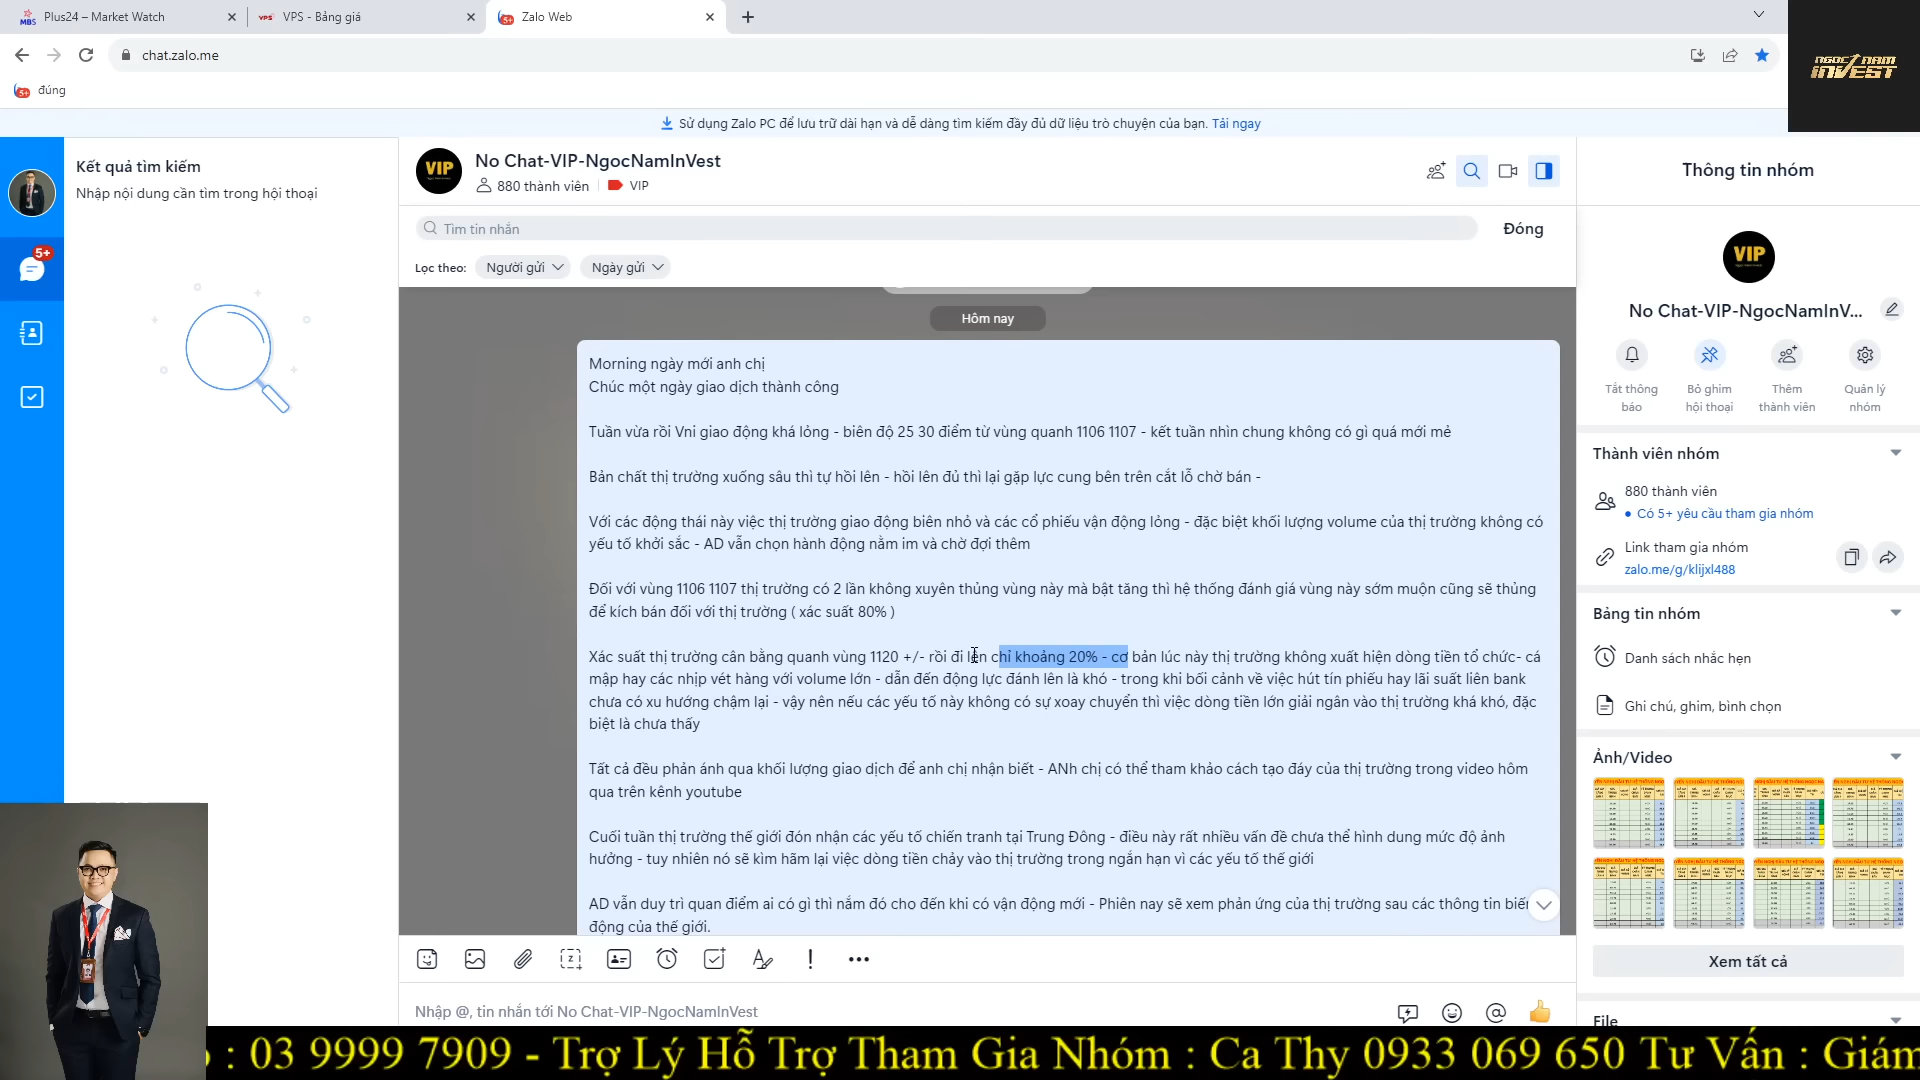 Plus24 – Market Watch
VPS - Bảng giá
Zalo Web
chat.zalo.me
NGOC NAM
INVEST
đúng
Sử dụng Zalo PC để lưu trữ dài hạn và dễ dàng tìm kiếm đầy đủ dữ liệu trò chuyện của bạn. Tải ngay
Kết quả tìm kiếm
Nhập nội dung cần tìm trong hội thoại
5+
VIP
No Chat-VIP-NgocNamInVest
880 thành viên
VIP
Tìm tin nhắn
Đóng
Lọc theo:
Người gửi
Ngày gửi
Hôm nay
Morning ngày mới anh chị
Chúc một ngày giao dịch thành công
Tuần vừa rồi Vni giao động khá lỏng - biên độ 25 30 điểm từ vùng quanh 1106 1107 - kết tuần nhìn chung không có gì quá mới mẻ
Bản chất thị trường xuống sâu thì tự hồi lên - hồi lên đủ thì lại gặp lực cung bên trên cắt lỗ chờ bán -
Với các động thái này việc thị trường giao động biên nhỏ và các cổ phiếu vận động lỏng - đặc biệt khối lượng volume của thị trường không có
yếu tố khởi sắc - AD vẫn chọn hành động nằm im và chờ đợi thêm
Đối với vùng 1106 1107 thị trường có 2 lần không xuyên thủng vùng này mà bật tăng thì hệ thống đánh giá vùng này sớm muộn cũng sẽ thủng
để kích bán đối với thị trường ( xác suất 80% )
Xác suất thị trường cân bằng quanh vùng 1120 +/- rồi đi lên chỉ khoảng 20% - cơ bản lúc này thị trường không xuất hiện dòng tiền tổ chức- cá
mập hay các nhịp vét hàng với volume lớn - dẫn đến động lực đánh lên là khó - trong khi bối cảnh về việc hút tín phiếu hay lãi suất liên bank
chưa có xu hướng chậm lại - vậy nên nếu các yếu tố này không có sự xoay chuyển thì việc dòng tiền lớn giải ngân vào thị trường khá khó, đặc
biệt là chưa thấy
Tất cả đều phản ánh qua khối lượng giao dịch để anh chị nhận biết - ANh chị có thể tham khảo cách tạo đáy của thị trường trong video hôm
qua trên kênh youtube
Cuối tuần thị trường thế giới đón nhận các yếu tố chiến tranh tại Trung Đông - điều này rất nhiều vấn đề chưa thể hình dung mức độ ảnh
hưởng - tuy nhiên nó sẽ kìm hãm lại việc dòng tiền chảy vào thị trường trong ngắn hạn vì các yếu tố thế giới
AD vẫn duy trì quan điểm ai có gì thì nắm đó cho đến khi có vận động mới - Phiên nay sẽ xem phản ứng của thị trường sau các thông tin biến
động của thế giới.
Nhập @, tin nhắn tới No Chat-VIP-NgocNamInVest
Thông tin nhóm
VIP
No Chat-VIP-NgocNamInV...
Tắt thông
báo
Bỏ ghim
hội thoại
Thêm
thành viên
Quản lý
nhóm
Thành viên nhóm
880 thành viên
Có 5+ yêu cầu tham gia nhóm
Link tham gia nhóm
zalo.me/g/klijxl488
Bảng tin nhóm
Danh sách nhắc hẹn
Ghi chú, ghim, bình chọn
Ảnh/Video
Xem tất cả
File
: 03 9999 7909 - Trợ Lý Hỗ Trợ Tham Gia Nhóm : Ca Thy 0933 069 650 Tư Vấn : Giám